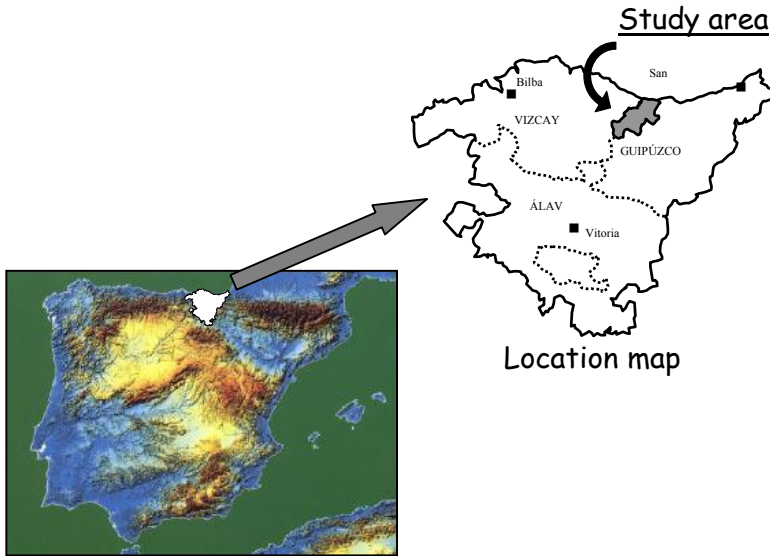 Study area
San
Bilba
VIZCAY
GUIPÚZCO
ÁLAV
Vitoria
Location map